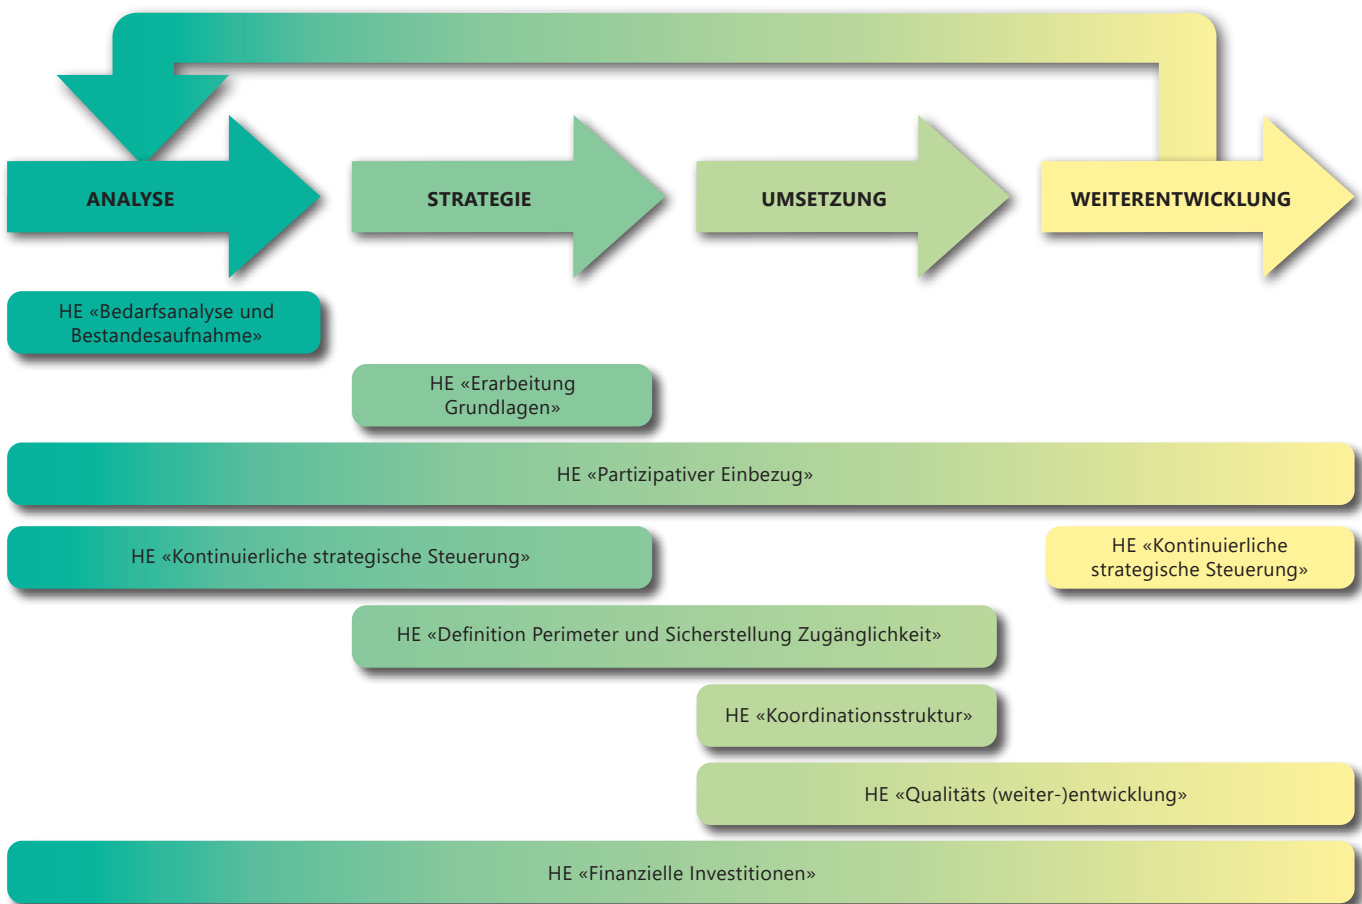 ANALYSE
STRATEGIE
UMSETZUNG
WEITERENTWICKLUNG
HE «Bedarfsanalyse und
Bestandesaufnahme»
HE «Erarbeitung
Grundlagen»
HE «Partizipativer Einbezug»
HE «Kontinuierliche strategische Steuerung»
HE «Kontinuierliche
strategische Steuerung»
HE «Definition Perimeter und Sicherstellung Zugänglichkeit»
HE «Koordinationsstruktur»
HE «Qualitäts (weiter-)entwicklung»
HE «Finanzielle Investitionen»